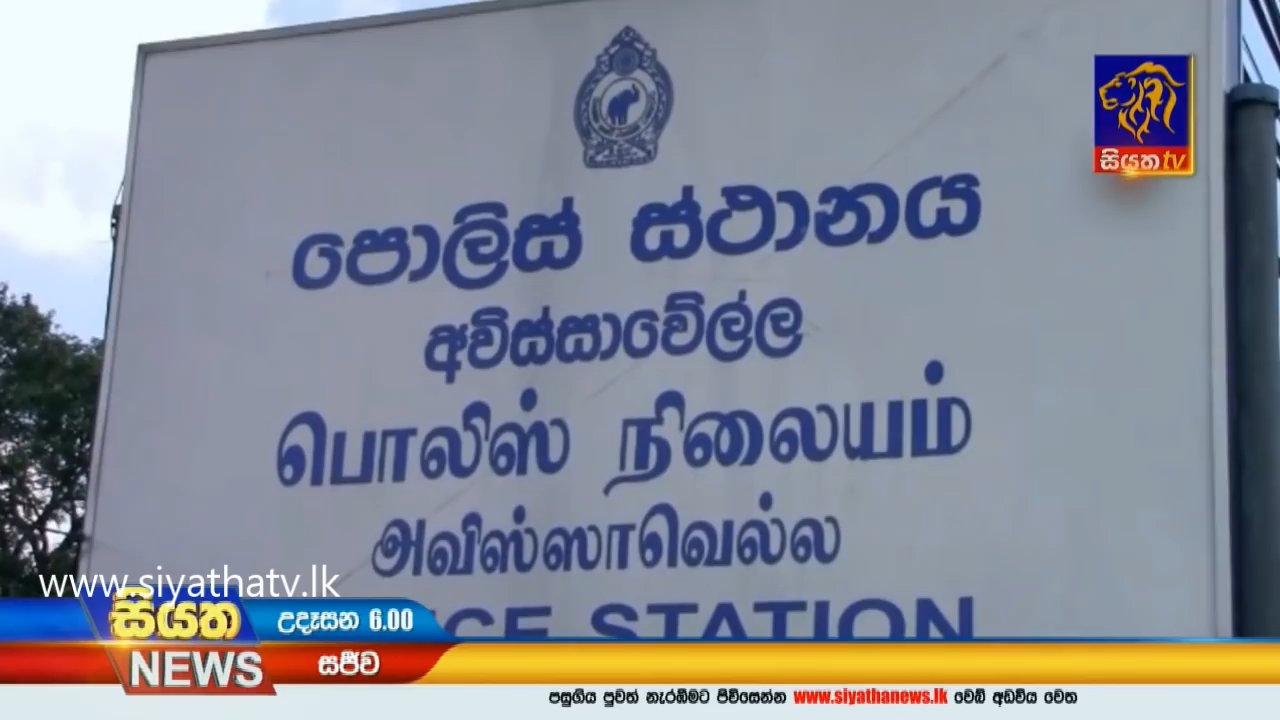 සියත tv
පොලිස් ස්ථානය
අවිස්සාවේල්ල
பொலிஸ் நிலையம்
அவிஸ்ஸாவெல்ல
STATION
www.siyathatv.lk
සියත
NEWS
උදෑසන 6.00
සජීව
පසුගිය පුවත් නැරඹීමට පිවිසෙන්න www.siyathanews.lk වෙබ් අඩවිය වෙත